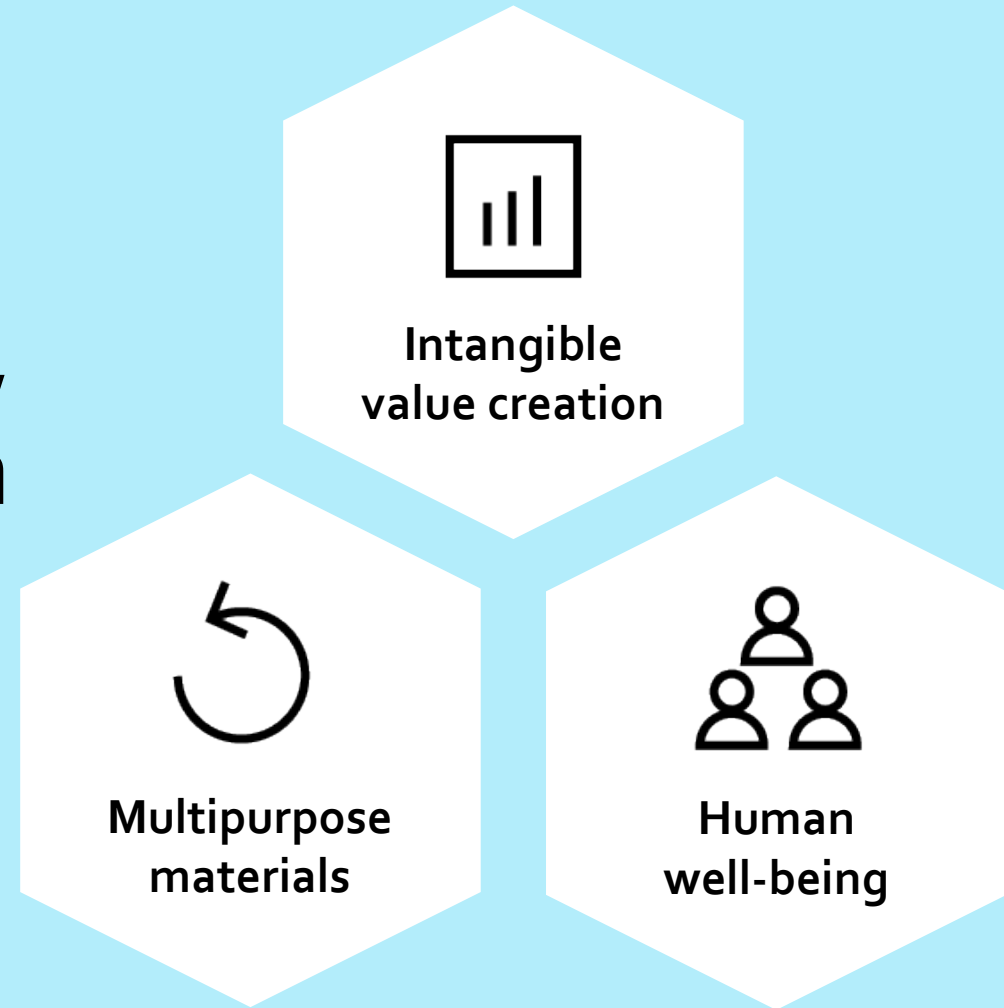 Intangible
value creation
Multipurpose
materials
Human
well-being